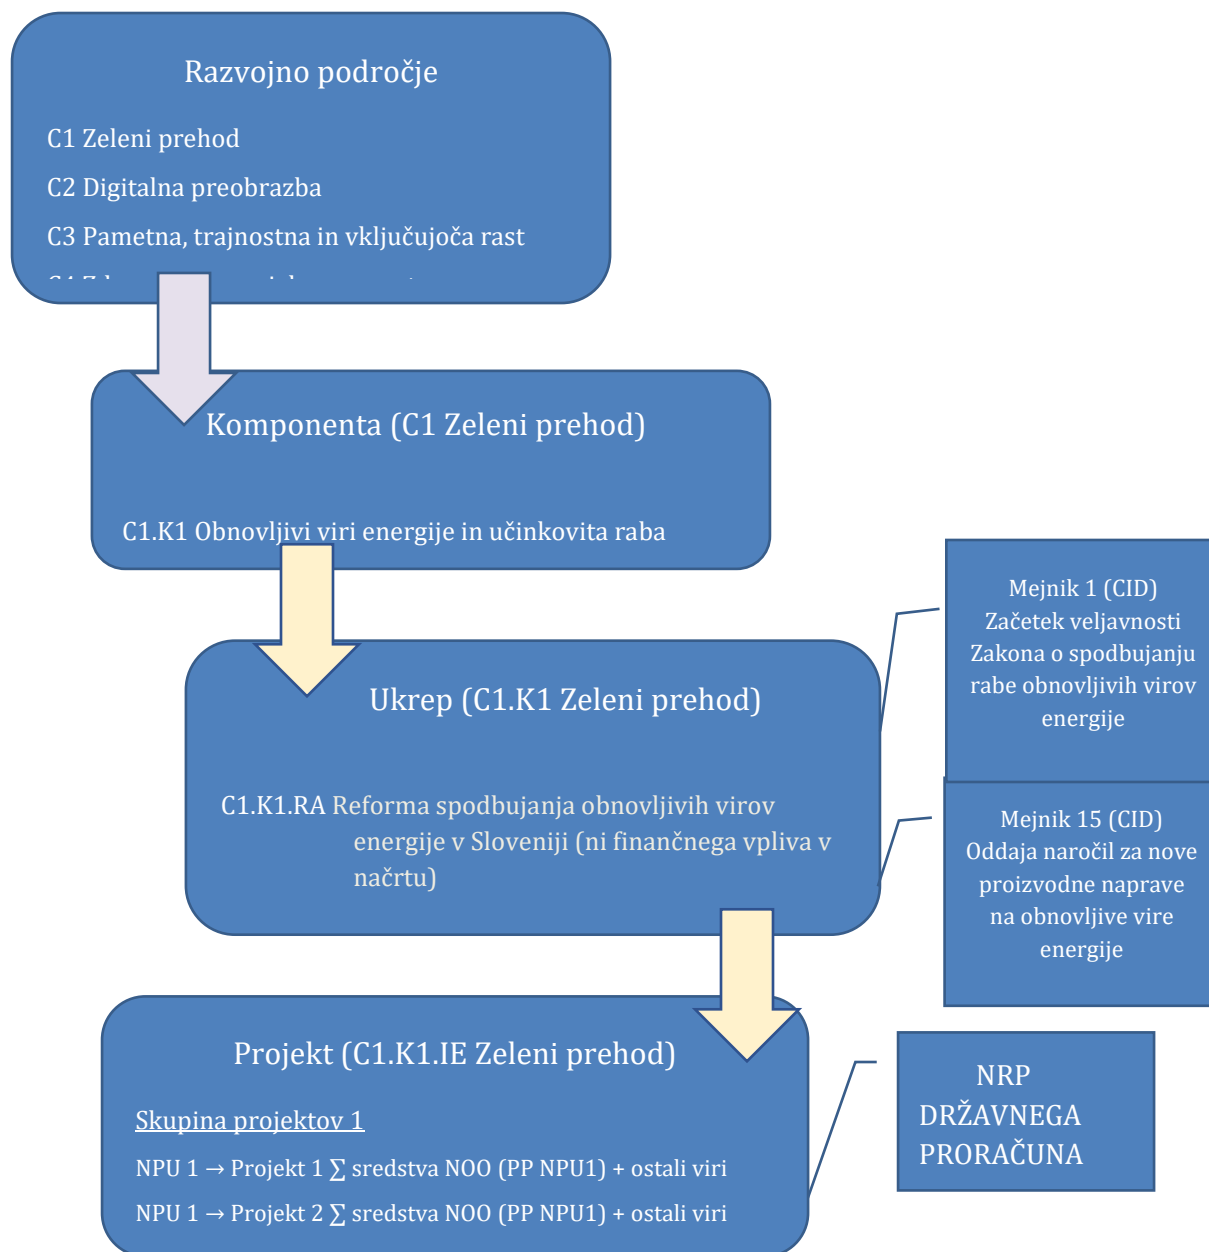 Razvojno področje
C1 Zeleni prehod
C2 Digitalna preobrazba
C3 Pametna, trajnostna in vključujoča rast
Komponenta (C1 Zeleni prehod)
C1.K1 Obnovljivi viri energije in učinkovita raba
Ukrep (C1.K1 Zeleni prehod)
C1.K1.RA Reforma spodbujanja obnovljivih virov
energije v Sloveniji (ni finančnega vpliva v
načrtu)
Mejnik 1 (CID)
Začetek veljavnosti
Zakona o spodbujanju
rabe obnovljivih virov
energije
Mejnik 15 (CID)
Oddaja naročil za nove
proizvodne naprave
na obnovljive vire
energije
Projekt (C1.K1.IE Zeleni prehod)
Skupina projektov 1
NPU 1 → Projekt 1 ∑ sredstva NOO (PP NPU1) + ostali viri
NPU 1 → Projekt 2 ∑ sredstva NOO (PP NPU1) + ostali viri
NRP
DRŽAVNEGA
PRORAČUNA